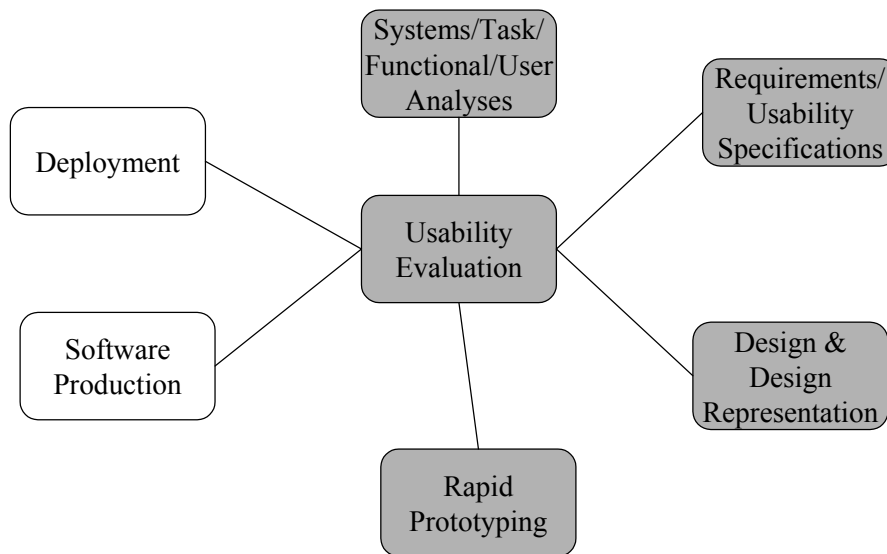 Systems/Task/
Functional/User
Analyses
Requirements/
Usability
Specifications
Deployment
Usability
Evaluation
Software
Production
Design &
Design
Representation
Rapid
Prototyping